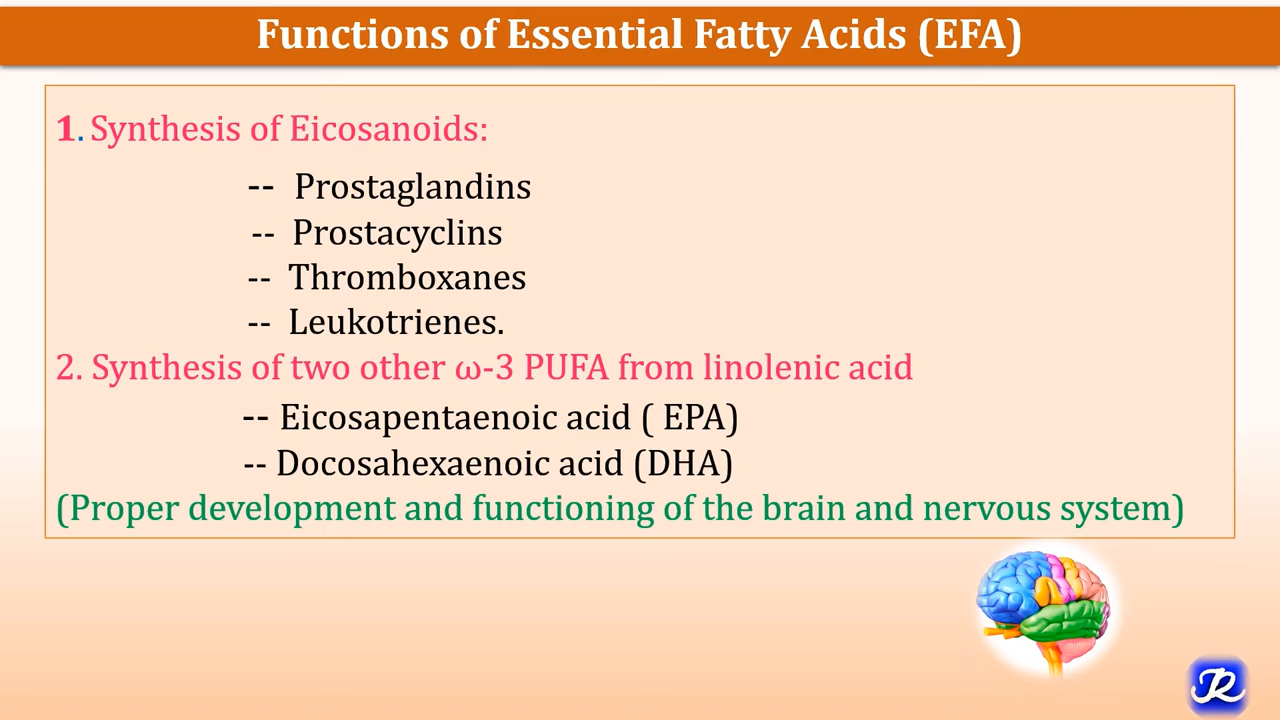 Functions of Essential Fatty Acids (EFA)
1. Synthesis of Eicosanoids:
-- Prostaglandins
-- Prostacyclins
-- Thromboxanes
-- Leukotrienes.
2. Synthesis of two other ω-3 PUFA from linolenic acid
-- Eicosapentaenoic acid ( EPA)
-- Docosahexaenoic acid (DHA)
(Proper development and functioning of the brain and nervous system)
JR